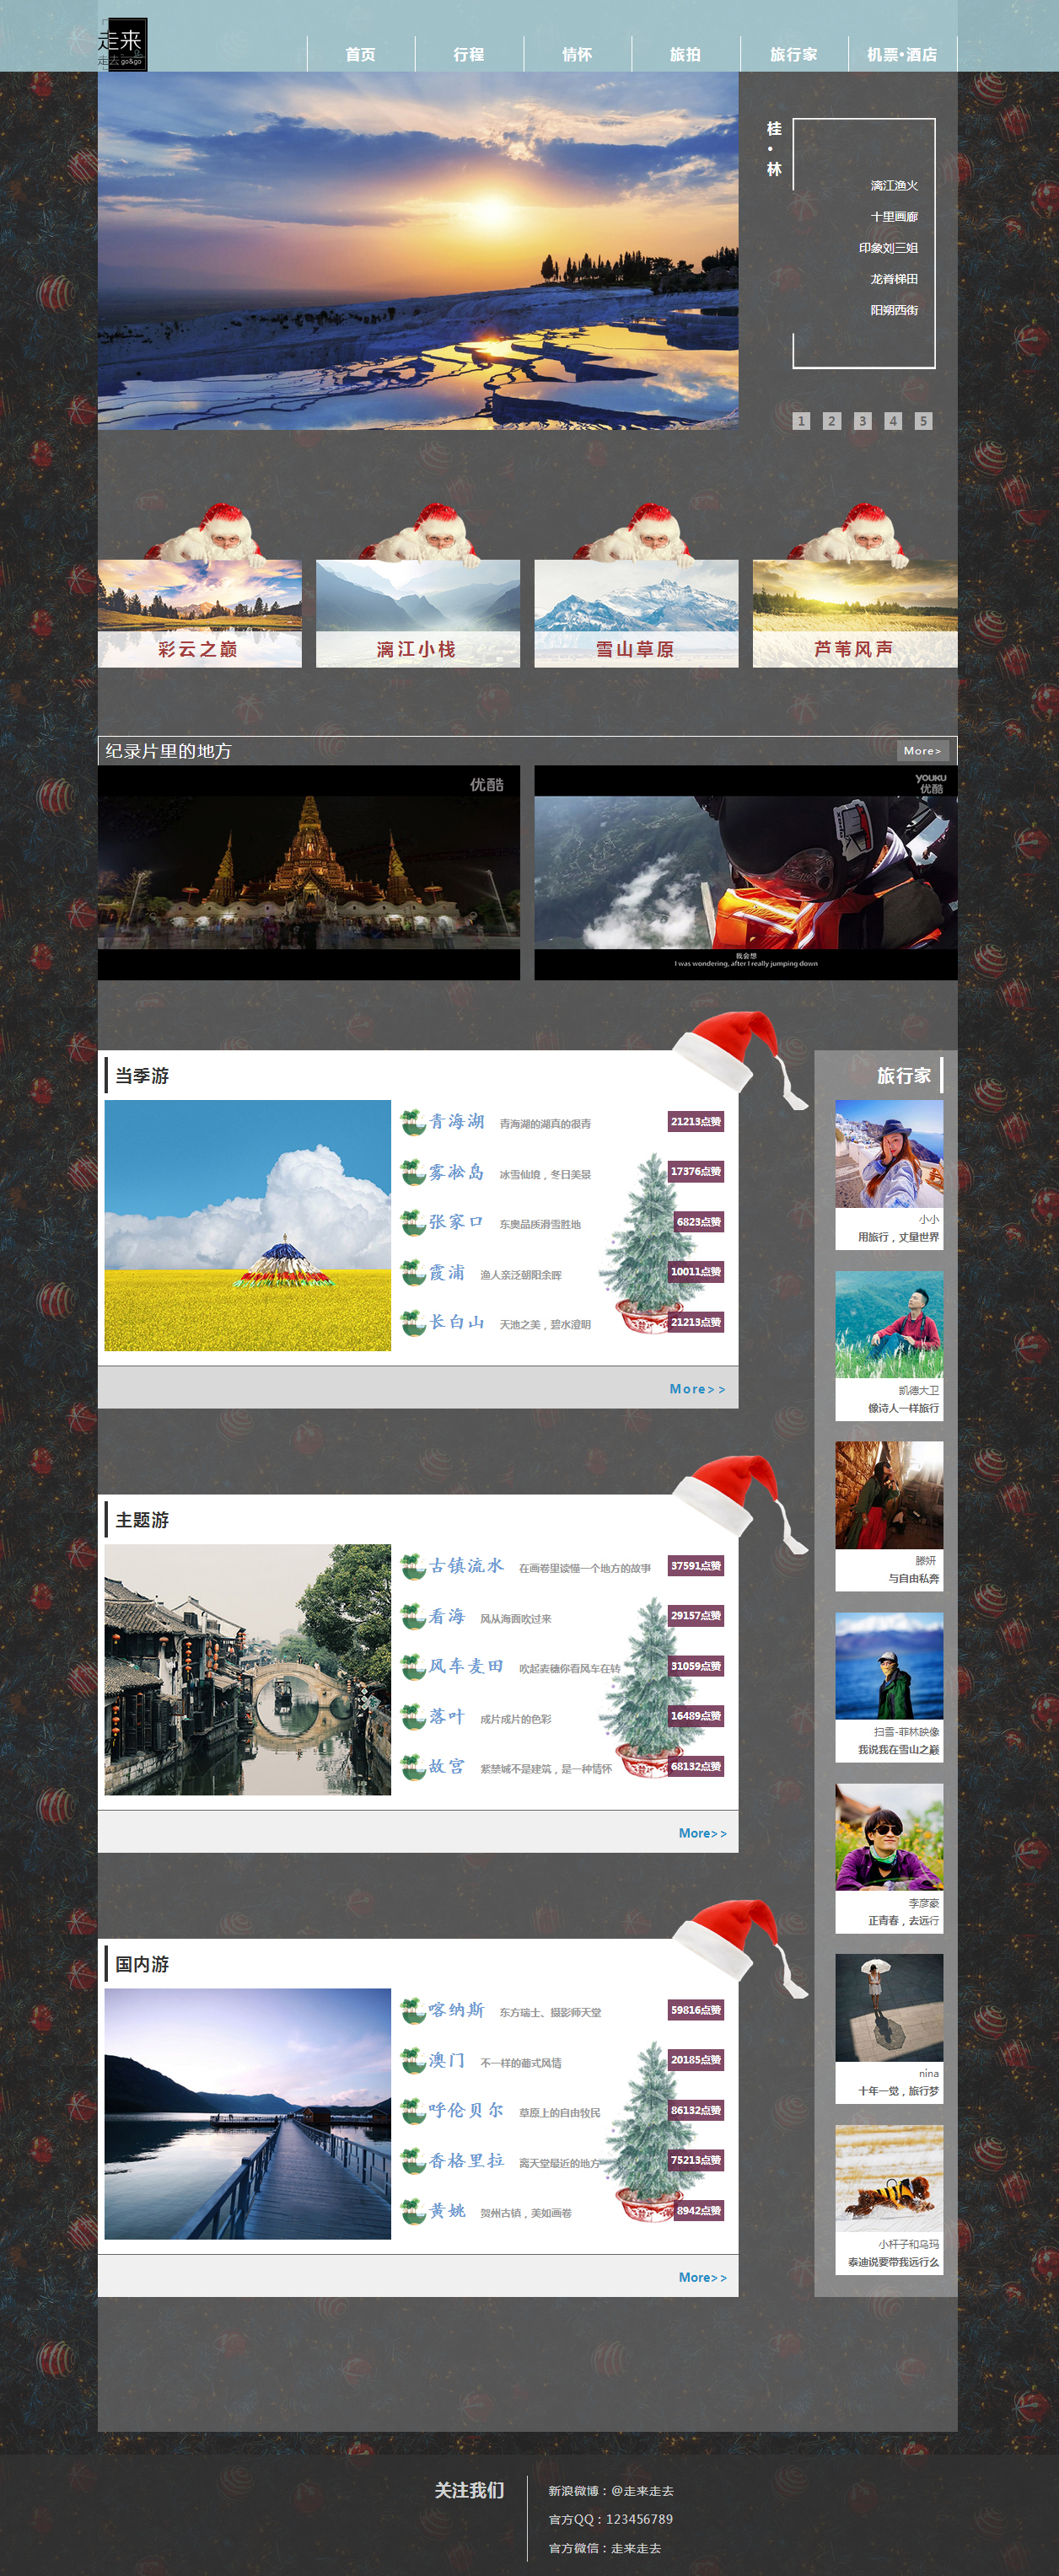 走来
走去 go&go
首页
行程
情怀
旅拍
旅行家
机票•酒店
桂
•
林
漓江渔火
十里画廊
印象刘三姐
龙脊梯田
阳朔西街
1 2 3 4 5
彩云之巅
漓江小栈
雪山草原
芦苇风声
纪录片里的地方
More>
优酷
YOUKU
优酷
我会想
I was wondering, after I really jumping down
当季游
青海湖 青海湖的湖真的很青 21213点赞
雾凇岛 冰雪仙境，冬日美景 17376点赞
张家口 东奥品质滑雪胜地 6823点赞
霞浦 渔人亲泛朝阳余晖 10011点赞
长白山 天池之美，碧水澄明 21213点赞
More>>
主题游
古镇流水 在画卷里读懂一个地方的故事 37591点赞
看海 风从海面吹过来 29157点赞
风车麦田 吹起麦穗你看风车在转 31059点赞
落叶 成片成片的色彩 16489点赞
故宫 紫禁城不是建筑，是一种情怀 68132点赞
More>>
国内游
喀纳斯 东方瑞士、摄影师天堂 59816点赞
澳门 不一样的葡式风情 20185点赞
呼伦贝尔 草原上的自由牧民 86132点赞
香格里拉 离天堂最近的地方 75213点赞
黄姚 贺州古镇，美如画卷 8942点赞
More>>
旅行家
小小
用旅行，丈量世界
凯德大卫
像诗人一样旅行
滕妍
与自由私奔
扫雪-菲林映像
我说我在雪山之巅
李彦豪
正青春，去远行
nina
十年一觉，旅行梦
小杆子和乌玛
泰迪说要带我远行么
关注我们
新浪微博：@走来走去
官方QQ：123456789
官方微信：走来走去